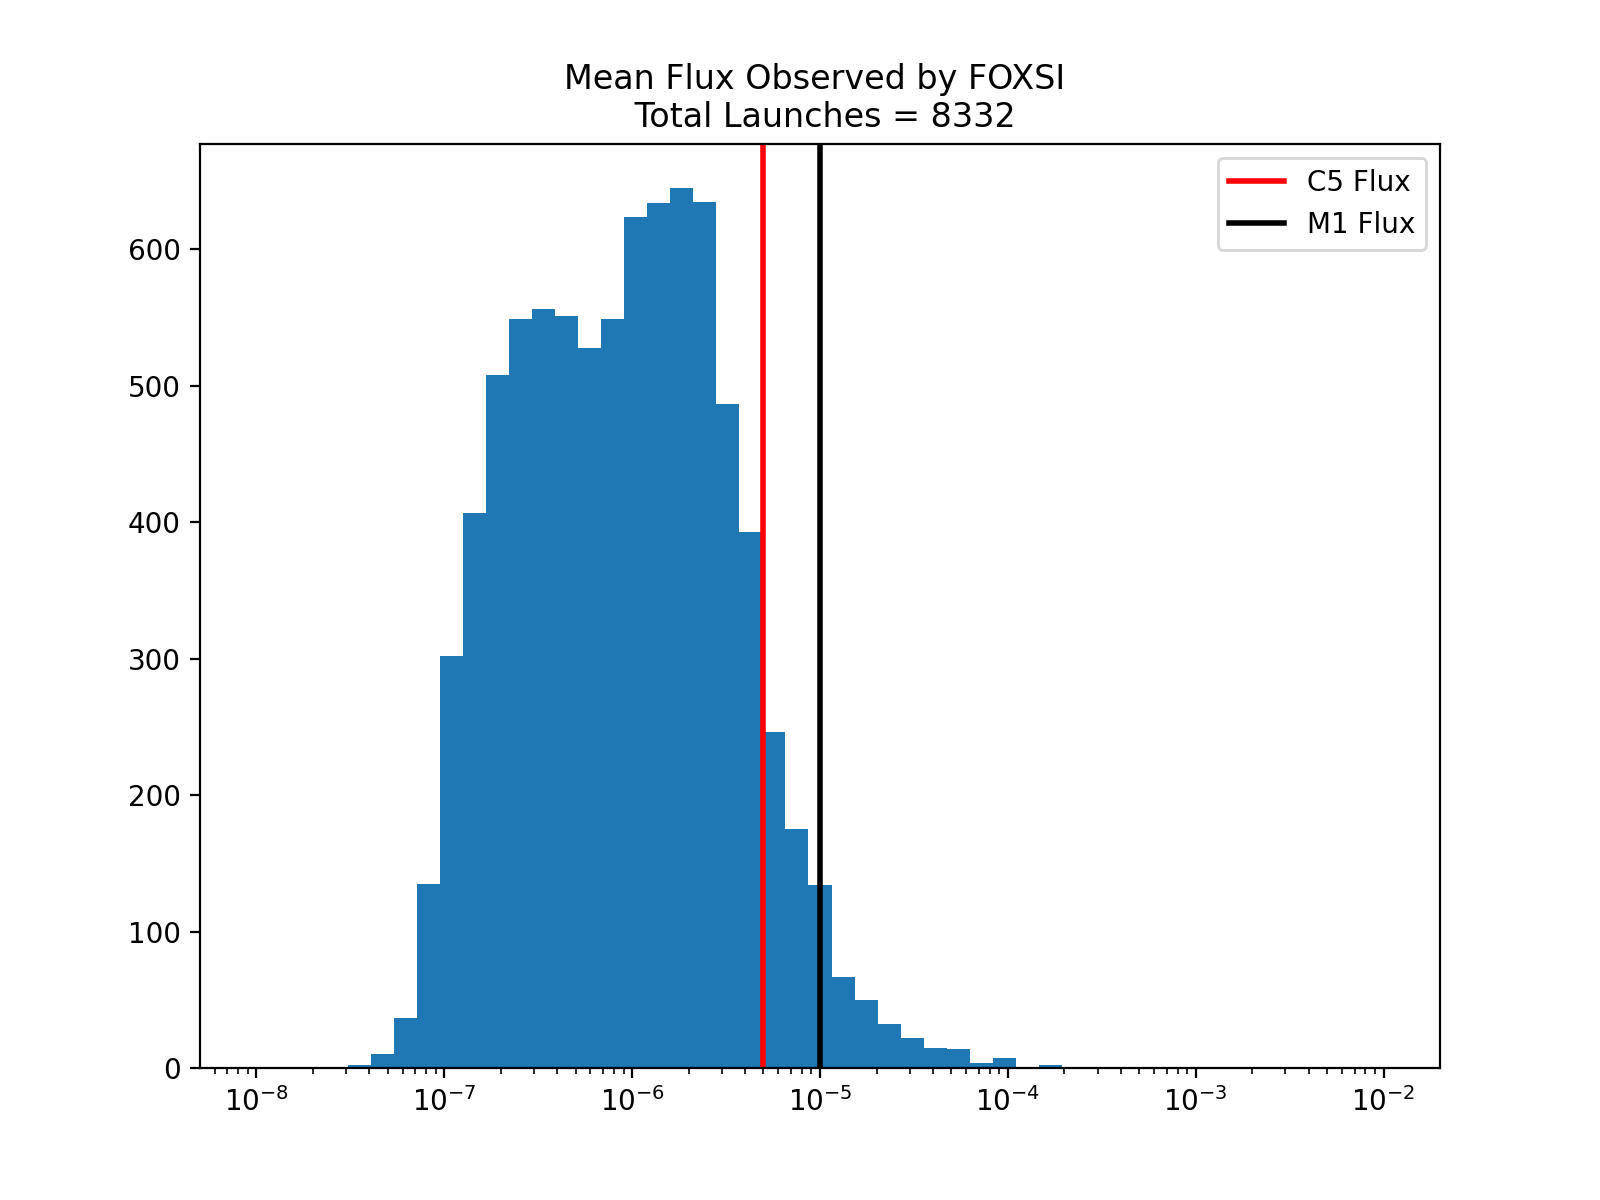 Mean Flux Observed by FOXSI
Total Launches = 8332
C5 Flux
M1 Flux
600
500
400
300
200
100
0
10⁻⁸ 10⁻⁷ 10⁻⁶ 10⁻⁵ 10⁻⁴ 10⁻³ 10⁻²